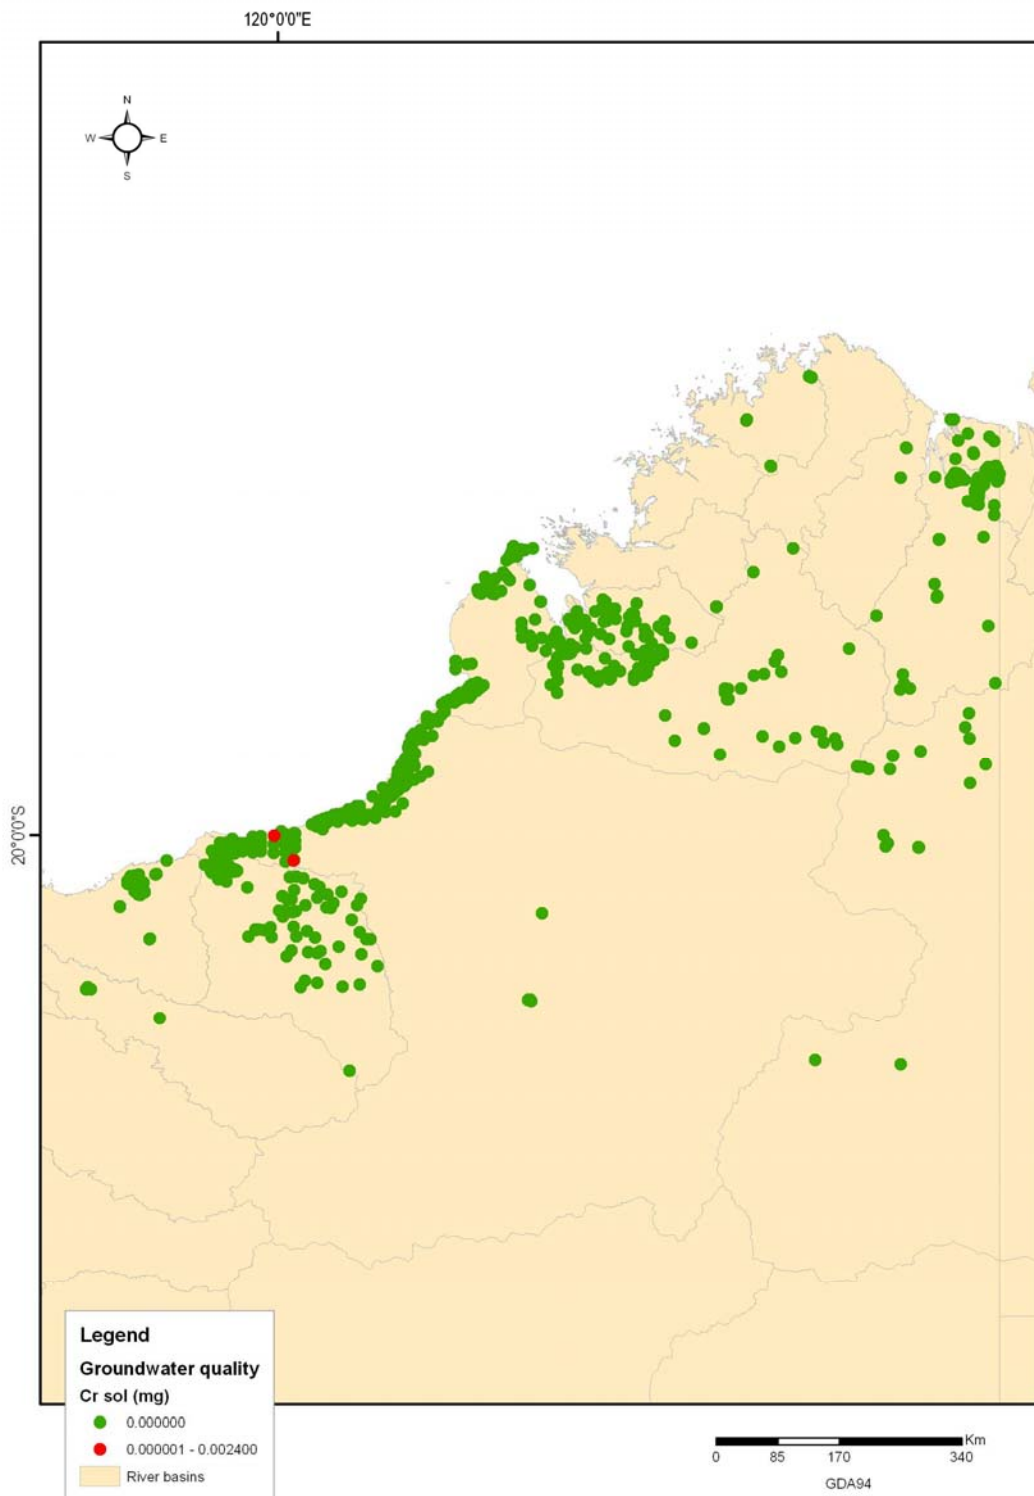 120°0'0"E
N
W E
S
20°0'0"S
Legend
Groundwater quality
Cr sol (mg)
0.000000
0.000001 - 0.002400
River basins
Km
0 85 170 340
GDA94